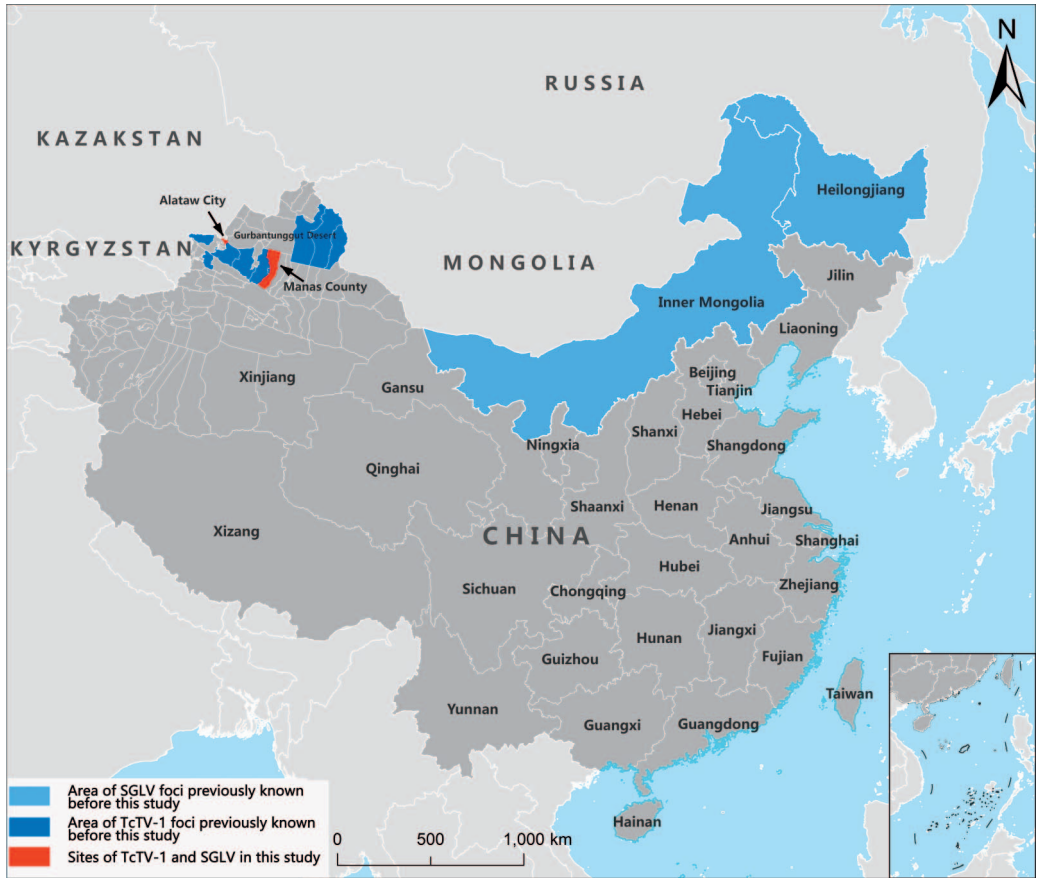 N
RUSSIA
KAZAKSTAN
Heilongjiang
Alataw City
Gurbantunggut Desert
KYRGYZSTAN
MONGOLIA
Jilin
Manas County
Inner Mongolia
Liaoning
Beijing
Xinjiang
Gansu
Tianjin
Hebei
Shanxi
Ningxia
Shangdong
Qinghai
Shaanxi
Henan
Jiangsu
Xizang
CHINA
Anhui
Shanghai
Hubei
Zhejiang
Sichuan
Chongqing
Hunan
Jiangxi
Guizhou
Fujian
Taiwan
Yunnan
Guangxi
Guangdong
Hainan
Area of SGLV foci previously known
before this study
Area of TcTV-1 foci previously known
before this study
Sites of TcTV-1 and SGLV in this study
0 500 1,000 km